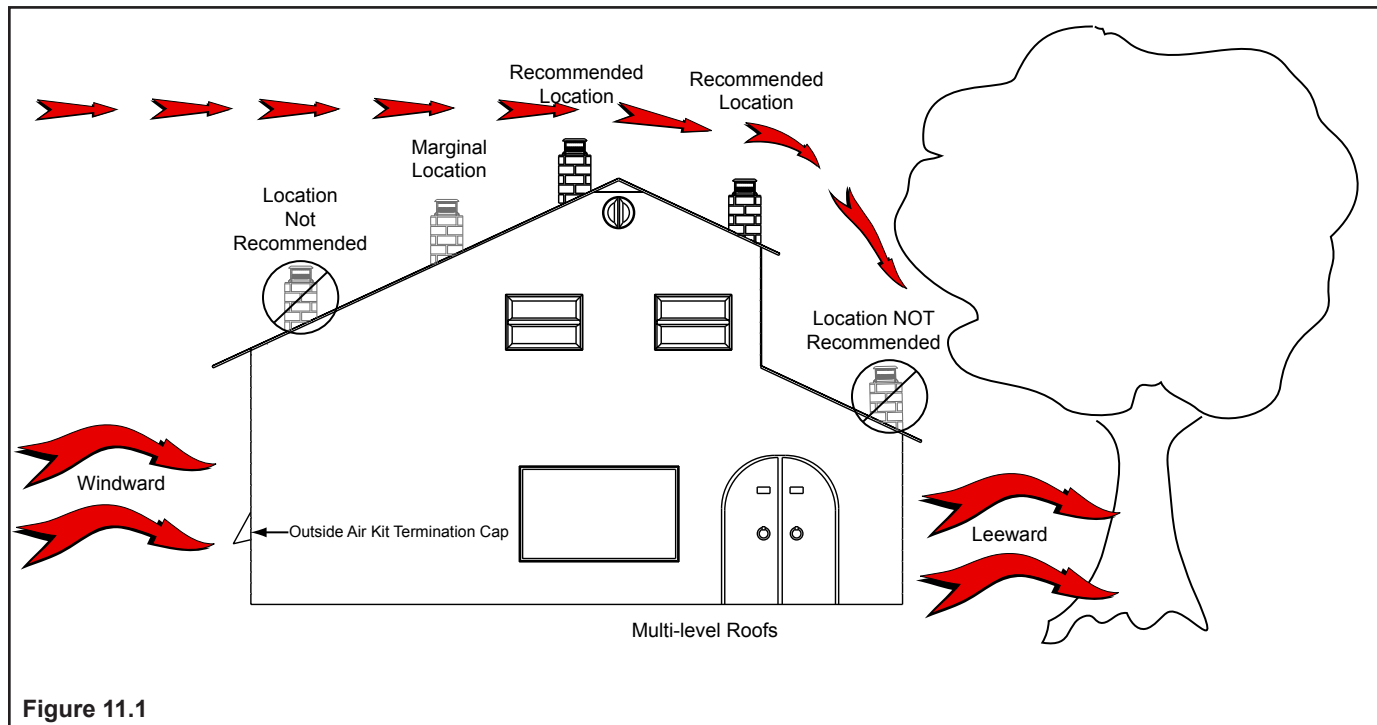 Recommended
Location
Recommended
Location
Marginal
Location
Location
Not
Recommended
Location NOT
Recommended
Windward
Outside Air Kit Termination Cap
Leeward
Multi-level Roofs
Figure 11.1